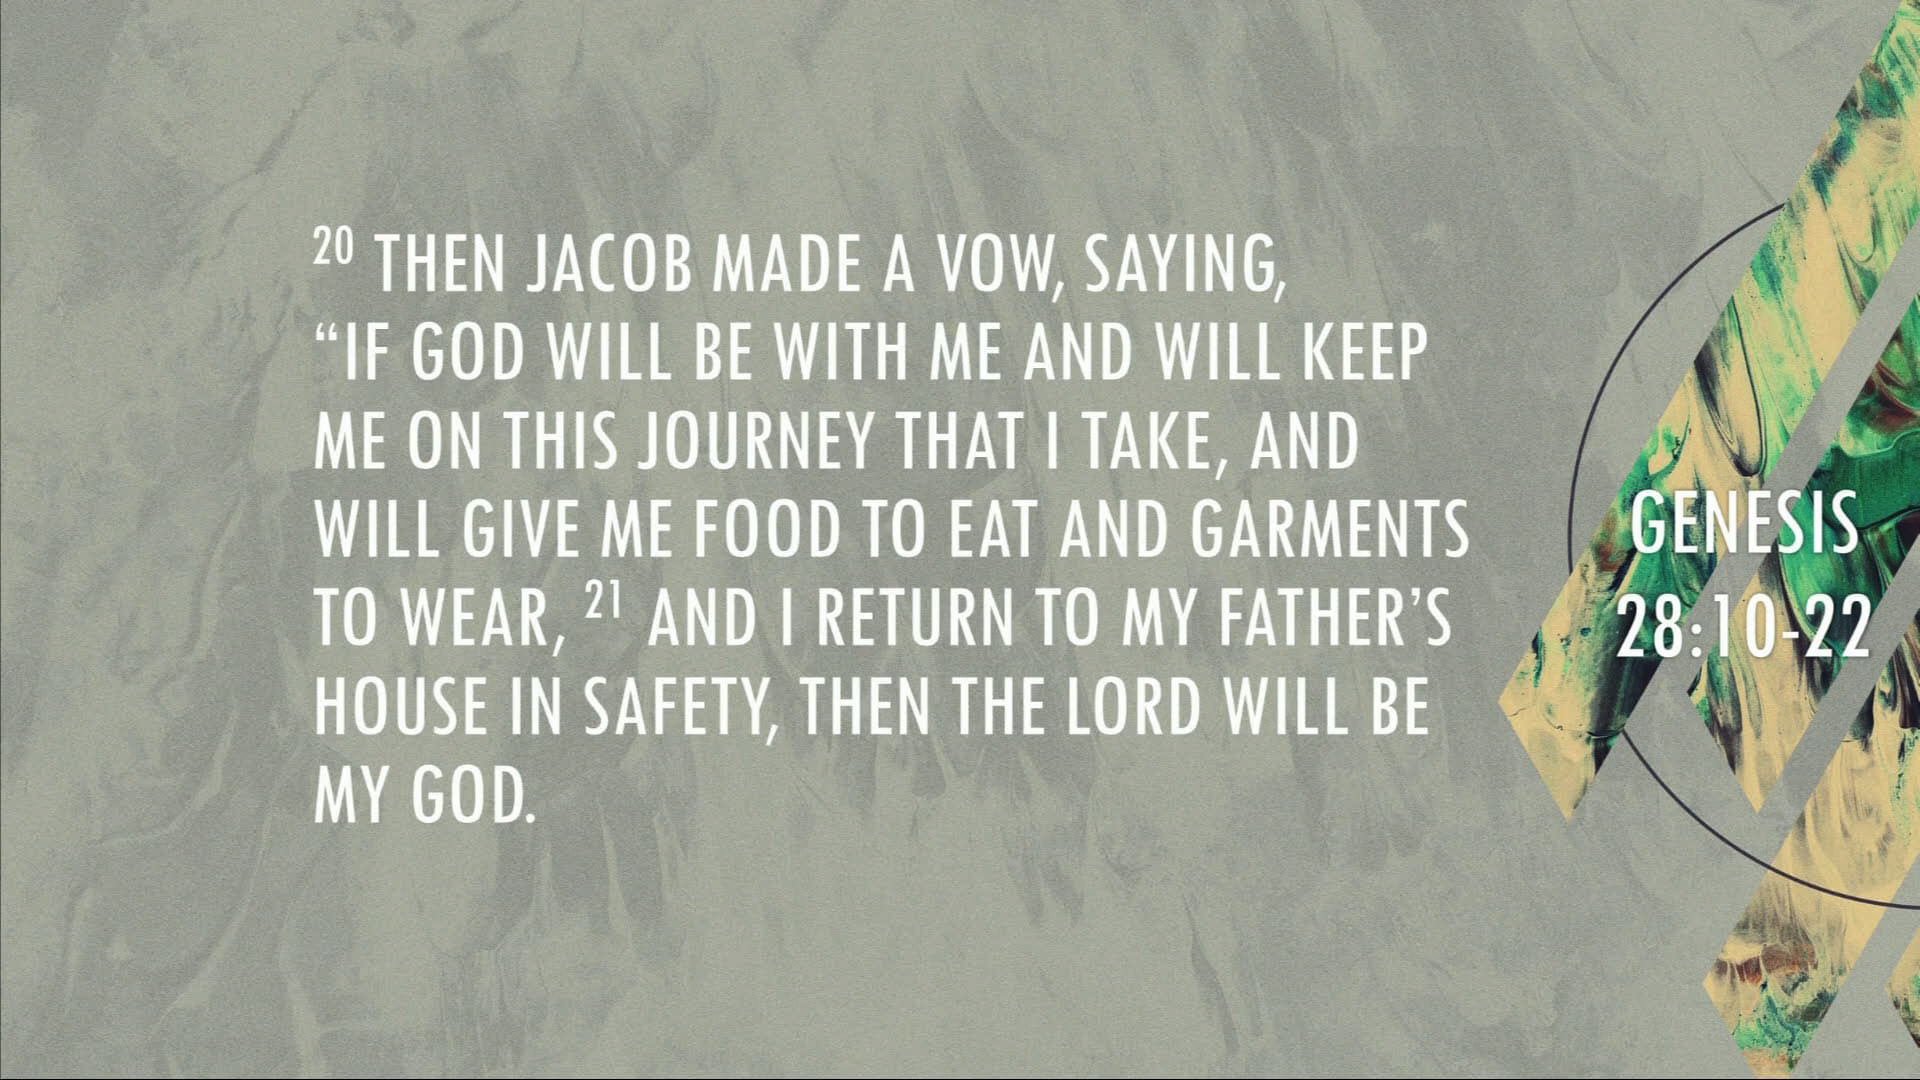 20 THEN JACOB MADE A VOW, SAYING,
“IF GOD WILL BE WITH ME AND WILL KEEP
ME ON THIS JOURNEY THAT I TAKE, AND
WILL GIVE ME FOOD TO EAT AND GARMENTS
TO WEAR, 21 AND I RETURN TO MY FATHER’S
HOUSE IN SAFETY, THEN THE LORD WILL BE
MY GOD.
GENESIS
28:10-22